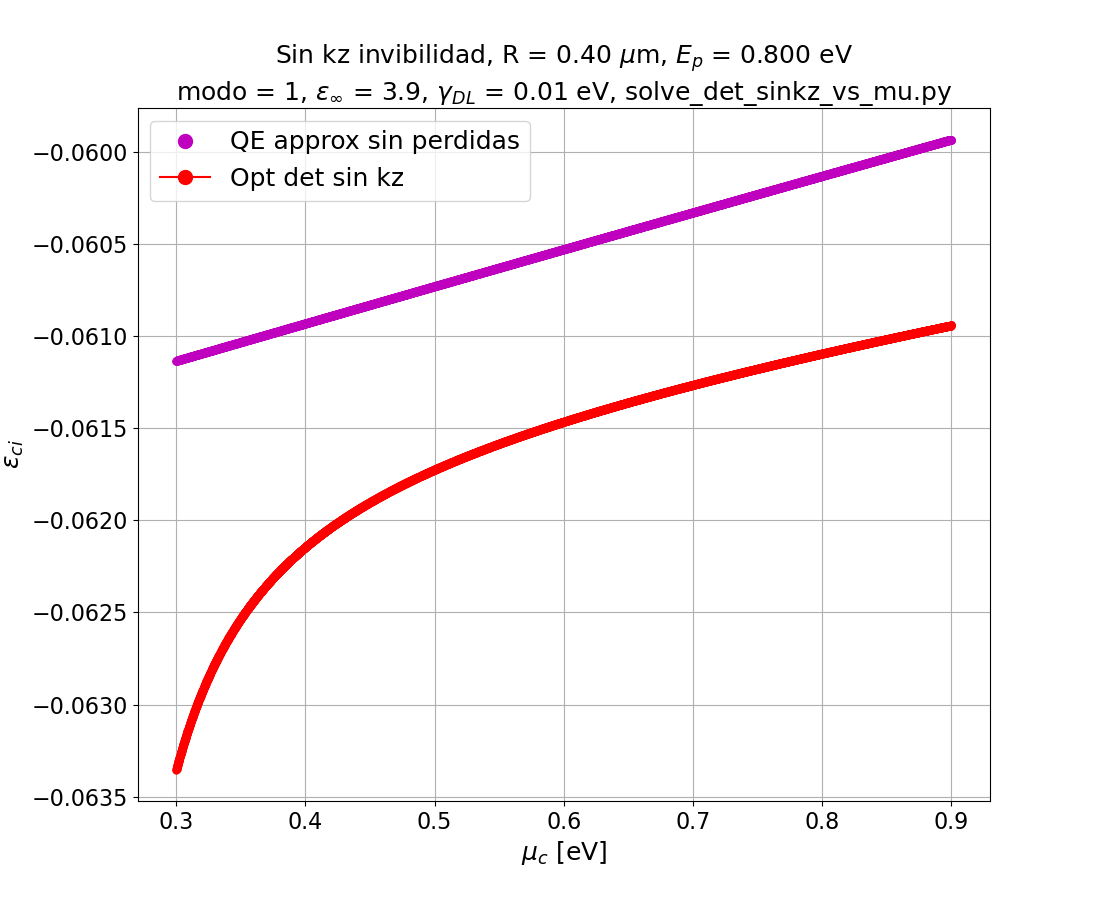 Sin kz invibilidad, R = 0.40 μm, E_p = 0.800 eV
modo = 1, ε_∞ = 3.9, γ_DL = 0.01 eV, solve_det_sinkz_vs_mu.py
QE approx sin perdidas
Opt det sin kz
−0.0600
−0.0605
−0.0610
−0.0615
−0.0620
−0.0625
−0.0630
−0.0635
ε_ci
0.3 0.4 0.5 0.6 0.7 0.8 0.9
μ_c [eV]